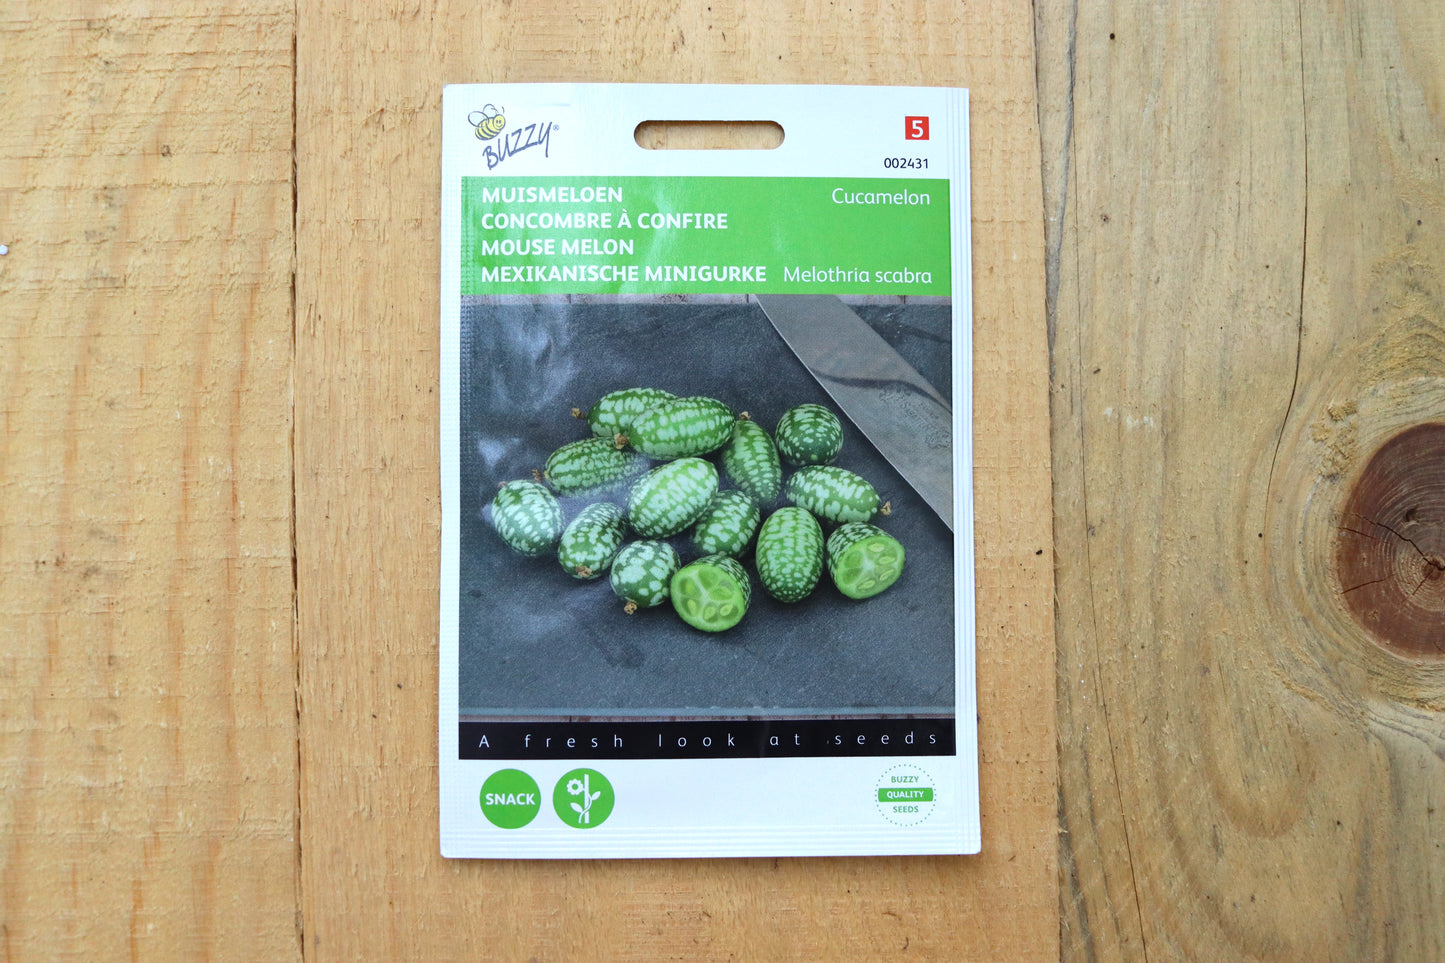 BUZZY®
5
002431
MUISMELOEN Cucamelon
CONCOMBRE À CONFIRE
MOUSE MELON
MEXIKANISCHE MINIGURKE Melothria scabra
A fresh look at seeds
SNACK
BUZZY
QUALITY
SEEDS